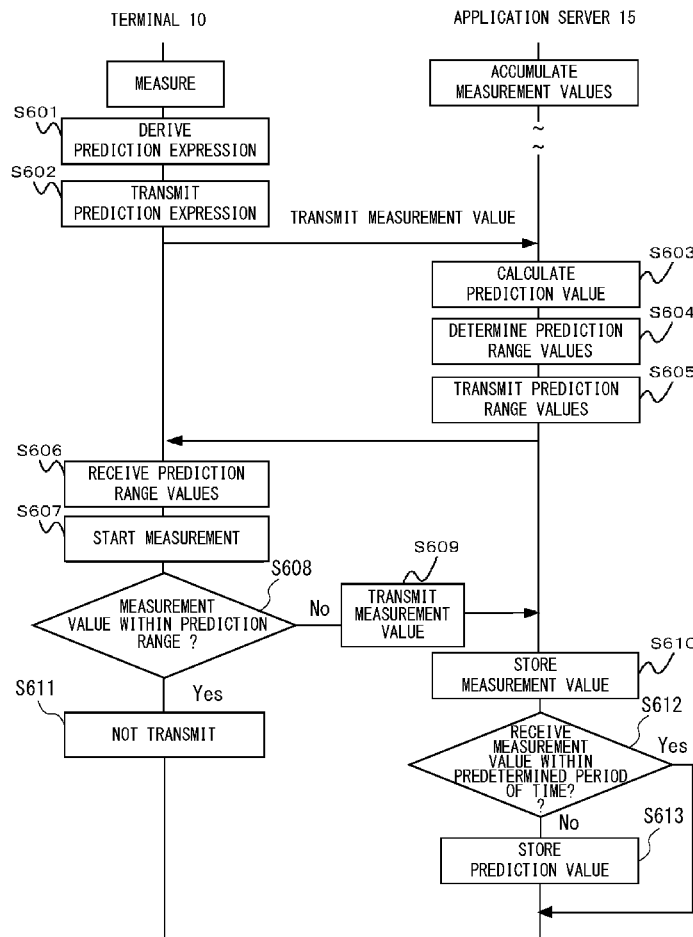 TERMINAL 10
APPLICATION SERVER 15
MEASURE
ACCUMULATE
MEASUREMENT VALUES
S601
DERIVE
PREDICTION EXPRESSION
~
~
S602
TRANSMIT
PREDICTION EXPRESSION
TRANSMIT MEASUREMENT VALUE
S603
CALCULATE
PREDICTION VALUE
S604
DETERMINE PREDICTION
RANGE VALUES
S605
TRANSMIT PREDICTION
RANGE VALUES
S606
RECEIVE PREDICTION
RANGE VALUES
S607
START MEASUREMENT
S608
MEASUREMENT
VALUE WITHIN PREDICTION
RANGE ?
No
S609
TRANSMIT
MEASUREMENT
VALUE
S610
STORE
MEASUREMENT VALUE
Yes
S611
NOT TRANSMIT
S612
RECEIVE
MEASUREMENT
VALUE WITHIN
PREDETERMINED PERIOD
OF TIME?
?
Yes
No
S613
STORE
PREDICTION VALUE